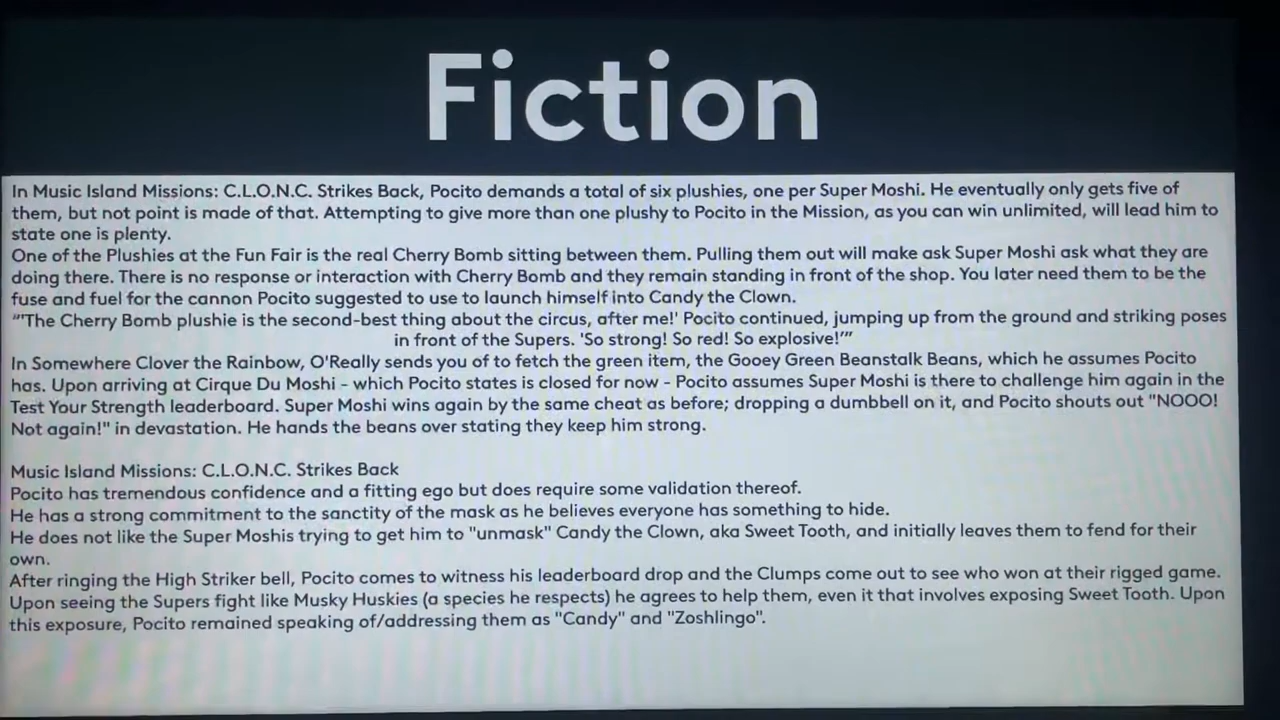 Fiction
In Music Island Missions: C.L.O.N.C. Strikes Back, Pocito demands a total of six plushies, one per Super Moshi. He eventually only gets five of
them, but not point is made of that. Attempting to give more than one plushy to Pocito in the Mission, as you can win unlimited, will lead him to
state one is plenty.
One of the Plushies at the Fun Fair is the real Cherry Bomb sitting between them. Pulling them out will make ask Super Moshi ask what they are
doing there. There is no response or interaction with Cherry Bomb and they remain standing in front of the shop. You later need them to be the
fuse and fuel for the cannon Pocito suggested to use to launch himself into Candy the Clown.
"'The Cherry Bomb plushie is the second-best thing about the circus, after me!' Pocito continued, jumping up from the ground and striking poses
in front of the Supers. 'So strong! So red! So explosive!'"
In Somewhere Clover the Rainbow, O'Really sends you of to fetch the green item, the Gooey Green Beanstalk Beans, which he assumes Pocito
has. Upon arriving at Cirque Du Moshi - which Pocito states is closed for now - Pocito assumes Super Moshi is there to challenge him again in the
Test Your Strength leaderboard. Super Moshi wins again by the same cheat as before; dropping a dumbbell on it, and Pocito shouts out "NOOO!
Not again!" in devastation. He hands the beans over stating they keep him strong.
Music Island Missions: C.L.O.N.C. Strikes Back
Pocito has tremendous confidence and a fitting ego but does require some validation thereof.
He has a strong commitment to the sanctity of the mask as he believes everyone has something to hide.
He does not like the Super Moshis trying to get him to "unmask" Candy the Clown, aka Sweet Tooth, and initially leaves them to fend for their
own.
After ringing the High Striker bell, Pocito comes to witness his leaderboard drop and the Clumps come out to see who won at their rigged game.
Upon seeing the Supers fight like Musky Huskies (a species he respects) he agrees to help them, even it that involves exposing Sweet Tooth. Upon
this exposure, Pocito remained speaking of/addressing them as "Candy" and "Zoshlingo".